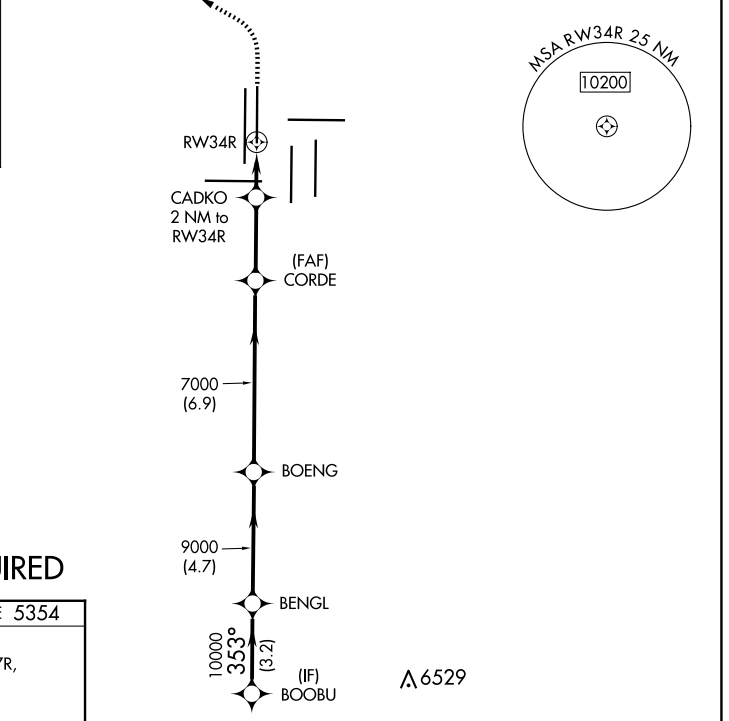 MSA RW34R 25 NM
10200
RW34R
CADKO
2 NM to
RW34R
(FAF)
CORDE
7000
(6.9)
BOENG
9000
(4.7)
BENGL
10000
353°
(3.2)
(IF)
BOOBU
6529
5354